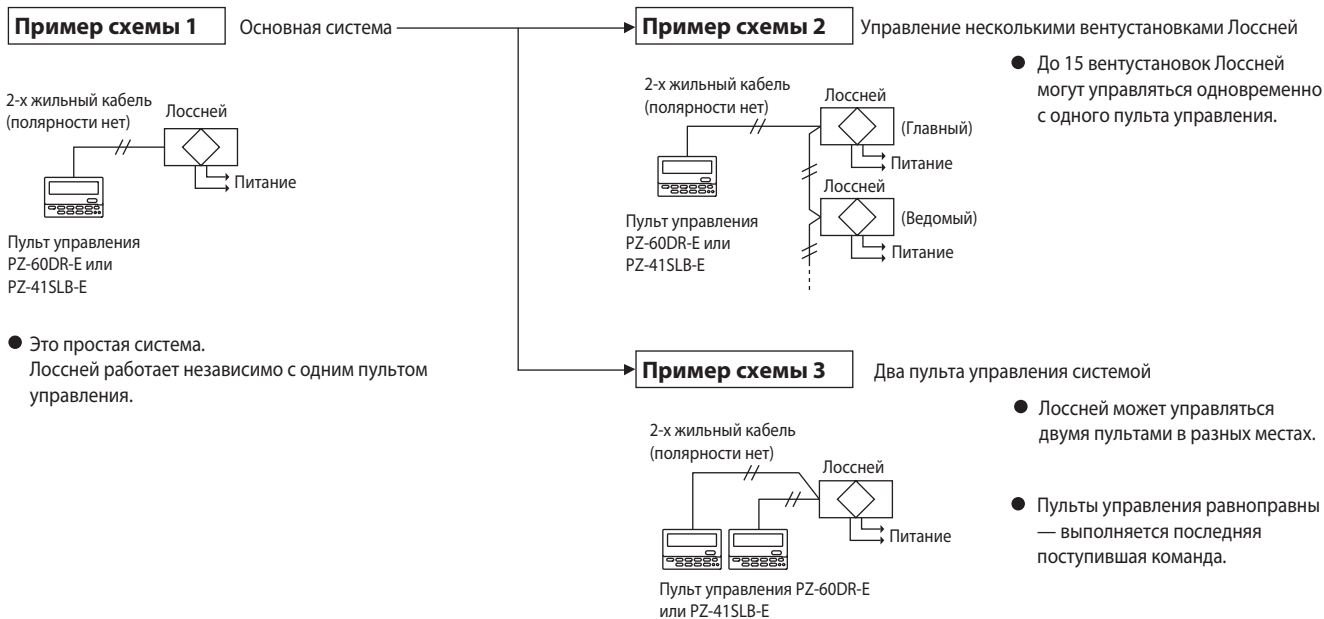 Пример схемы 1
Основная система
2-х жильный кабель
(полярности нет)
Лоссней
Питание
Пульт управления
PZ-60DR-E или
PZ-41SLB-E
● Это простая система.
Лоссней работает независимо с одним пультом
управления.
Пример схемы 2
Управление несколькими вентустановками Лоссней
2-х жильный кабель
(полярности нет)
Лоссней
(Главный)
Питание
Лоссней
(Ведомый)
Питание
Пульт управления
PZ-60DR-E или
PZ-41SLB-E
● До 15 вентустановок Лоссней
могут управляться одновременно
с одного пульта управления.
Пример схемы 3
Два пульта управления системой
2-х жильный кабель
(полярности нет)
Лоссней
Питание
Пульт управления PZ-60DR-E
или PZ-41SLB-E
● Лоссней может управляться
двумя пультами в разных местах.
● Пульты управления равноправны
— выполняется последняя
поступившая команда.